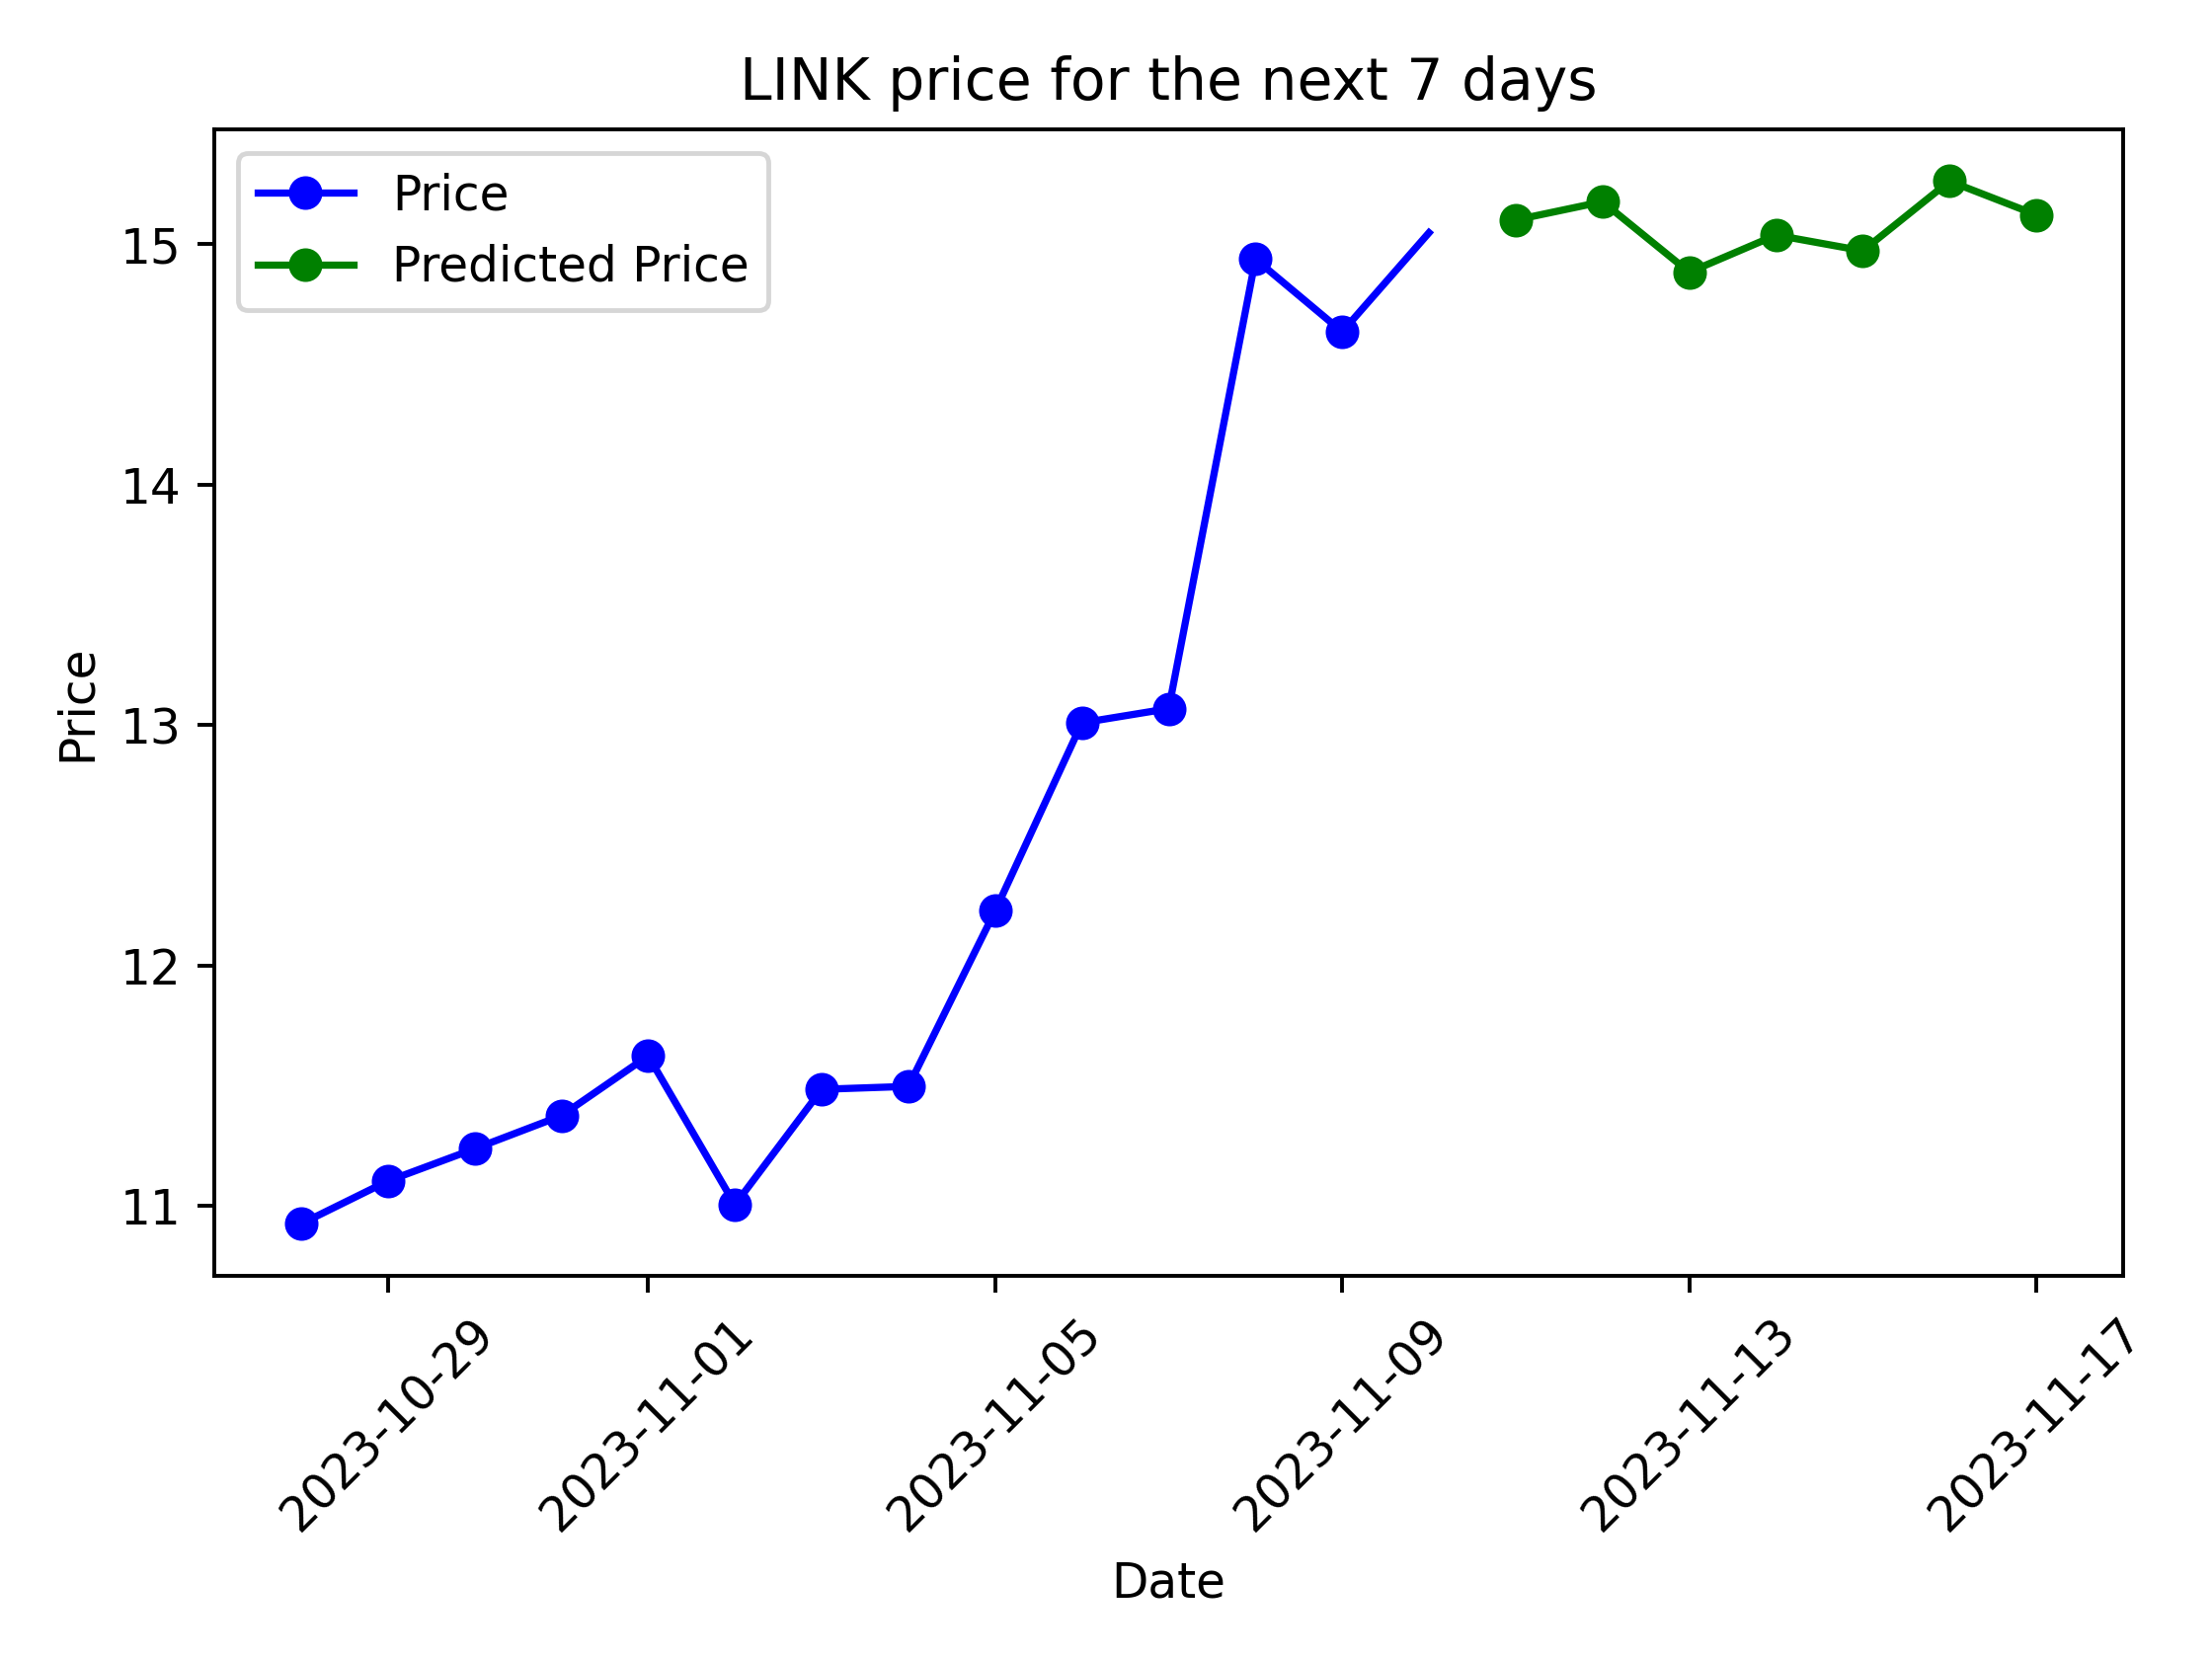 LINK price for the next 7 days
Price
Predicted Price
15
14
13
12
11
Price
2023-10-29
2023-11-01
2023-11-05
2023-11-09
2023-11-13
2023-11-17
Date